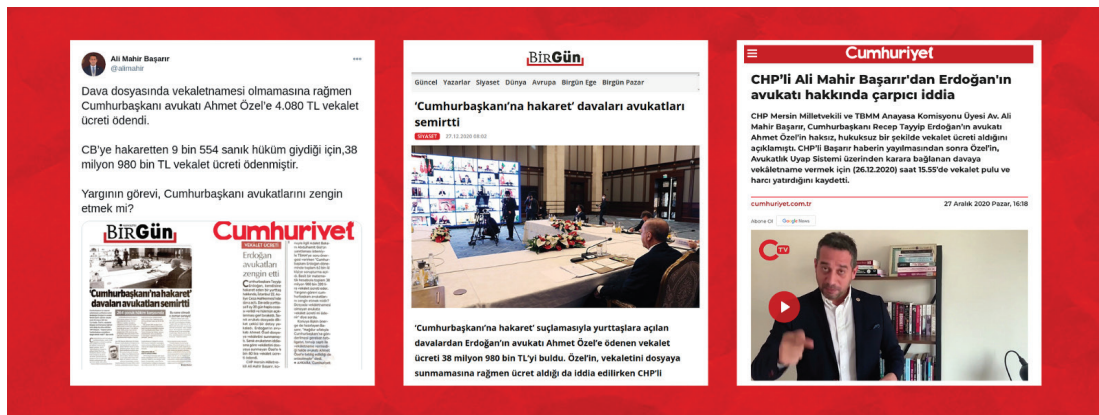 Ali Mahir Başarır
@alimahir
Dava dosyasında vekaletnamesi olmamasına rağmen
Cumhurbaşkanı avukatı Ahmet Özel'e 4.080 TL vekalet
ücreti ödendi.
CB'ye hakaretten 9 bin 554 sanık hüküm giydiği için,38
milyon 980 bin TL vekalet ücreti ödenmiştir.
Yargının görevi, Cumhurbaşkanı avukatlarını zengin
etmek mi?
BirGün
'Cumhurbaşkanı'na hakaret'
davaları avukatları semirtti
Cumhuriyet
VEKALET ÜCRETİ
Erdoğan
avukatları
zengin etti
BirGün
Güncel Yazarlar Siyaset Dünya Avrupa Birgün Ege Birgün Pazar
'Cumhurbaşkanı'na hakaret' davaları avukatları
semirtti
SİYASET 27.12.2020 09:02
'Cumhurbaşkanı'na hakaret' suçlamasıyla yurttaşlara açılan
davalardan Erdoğan'ın avukatı Ahmet Özel'e ödenen vekalet
ücreti 38 milyon 980 bin TL'yi buldu. Özel'in, vekaletini dosyaya
sunmamasına rağmen ücret aldığı da iddia edilirken CHP'li
Cumhuriyet
CHP'li Ali Mahir Başarır'dan Erdoğan'ın
avukatı hakkında çarpıcı iddia
CHP Mersin Milletvekili ve TBMM Anayasa Komisyonu Üyesi Av. Ali
Mahir Başarır, Cumhurbaşkanı Recep Tayyip Erdoğan'ın avukatı
Ahmet Özel'in haksız, hukuksuz bir şekilde vekalet ücreti aldığını
açıklamıştı. CHP'li Başarır haberin yayılmasından sonra Özel'in,
Avukatlık Uyap Sistemi üzerinden karara bağlanan davaya
vekâletname vermek için (26.12.2020) saat 15.55'de vekalet pulu ve
harcı yatırdığını kaydetti.
cumhuriyet.com.tr 27 Aralık 2020 Pazar, 16:18
Abone Ol Google News
C TV